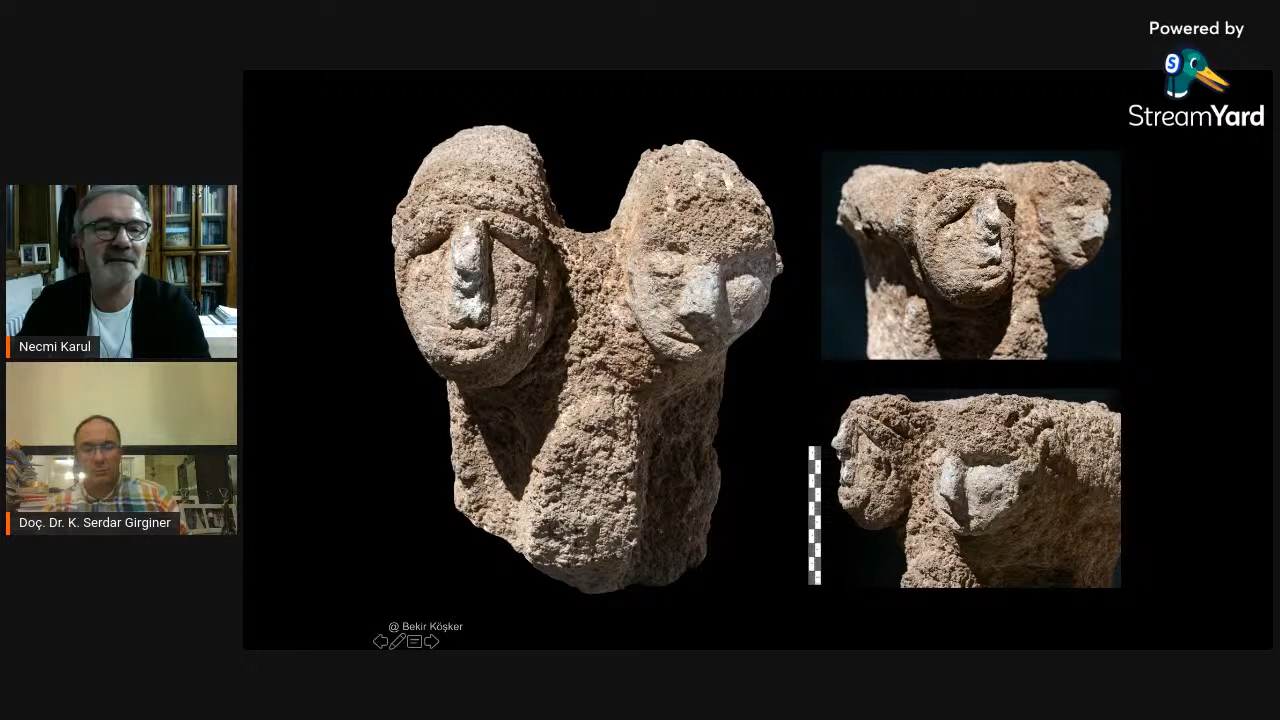 Powered by
StreamYard
Necmi Karul
Doç. Dr. K. Serdar Girginer
@ Bekir Köşker